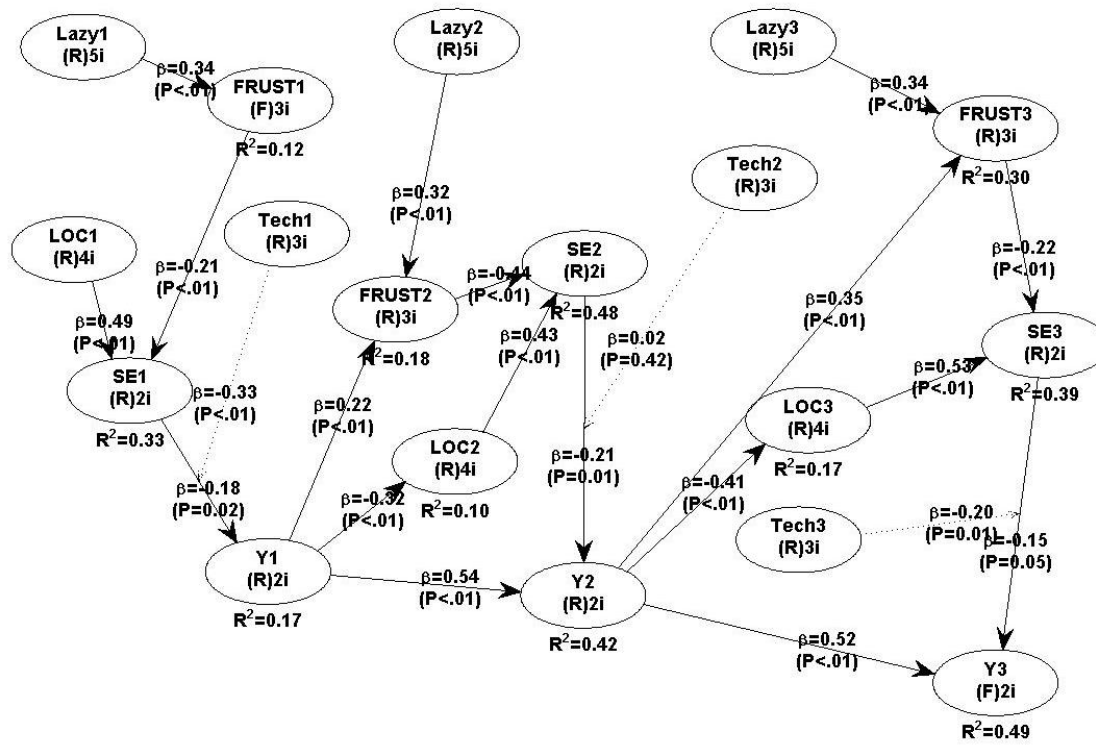 Lazy1
(R)5i
Lazy2
(R)5i
Lazy3
(R)5i
β=0.34
(P<.01)
FRUST1
(F)3i
R²=0.12
β=0.34
(P<.01)
FRUST3
(R)3i
R²=0.30
Tech2
(R)3i
β=0.32
(P<.01)
LOC1
(R)4i
Tech1
(R)3i
β=-0.21
(P<.01)
SE2
(R)2i
R²=0.48
β=-0.44
(P<.01)
FRUST2
(R)3i
R²=0.18
β=-0.22
(P<.01)
β=0.49
(P<.01)
β=0.43
(P<.01)
β=0.02
(P=0.42)
β=0.35
(P<.01)
SE3
(R)2i
R²=0.39
SE1
(R)2i
R²=0.33
β=-0.33
(P<.01)
β=0.22
(P<.01)
β=0.53
(P<.01)
LOC3
(R)4i
R²=0.17
LOC2
(R)4i
R²=0.10
β=-0.21
(P=0.01)
β=-0.18
(P=0.02)
β=-0.32
(P<.01)
β=-0.41
(P<.01)
Tech3
(R)3i
β=-0.20
(P=0.01)
β=-0.15
(P=0.05)
Y1
(R)2i
R²=0.17
β=0.54
(P<.01)
Y2
(R)2i
R²=0.42
β=0.52
(P<.01)
Y3
(F)2i
R²=0.49